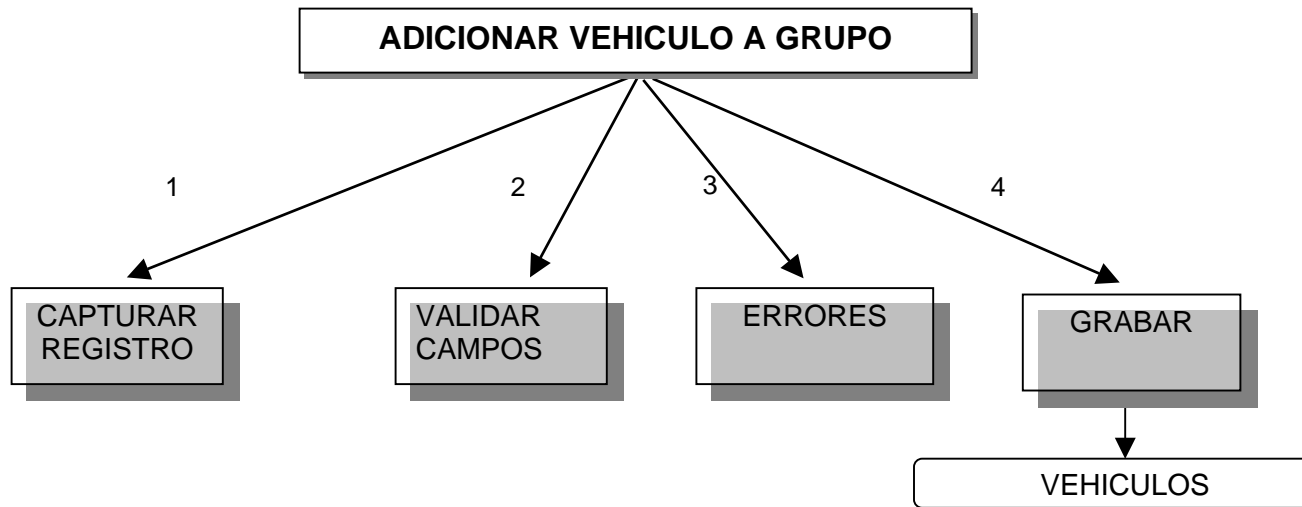 ADICIONAR VEHICULO A GRUPO
1
2
3
4
CAPTURAR
REGISTRO
VALIDAR
CAMPOS
ERRORES
GRABAR
VEHICULOS